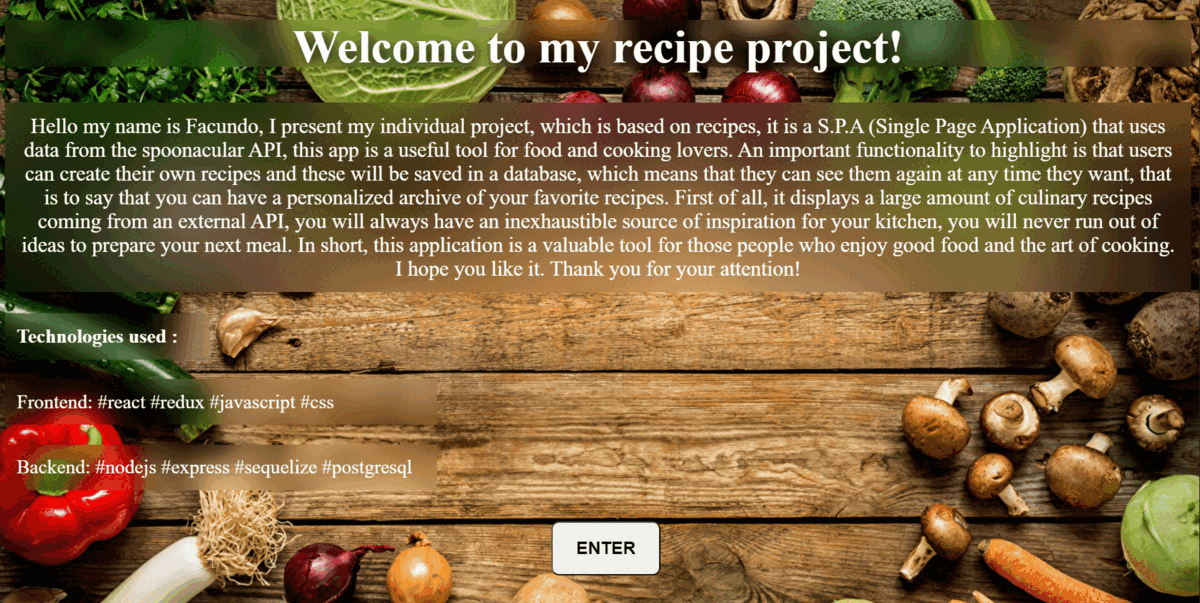 Welcome to my recipe project!
Hello my name is Facundo, I present my individual project, which is based on recipes, it is a S.P.A (Single Page Application) that uses
data from the spoonacular API, this app is a useful tool for food and cooking lovers. An important functionality to highlight is that users
can create their own recipes and these will be saved in a database, which means that they can see them again at any time they want, that
is to say that you can have a personalized archive of your favorite recipes. First of all, it displays a large amount of culinary recipes
coming from an external API, you will always have an inexhaustible source of inspiration for your kitchen, you will never run out of
ideas to prepare your next meal. In short, this application is a valuable tool for those people who enjoy good food and the art of cooking.
I hope you like it. Thank you for your attention!
Technologies used :
Frontend: #react #redux #javascript #css
Backend: #nodejs #express #sequelize #postgresql
ENTER